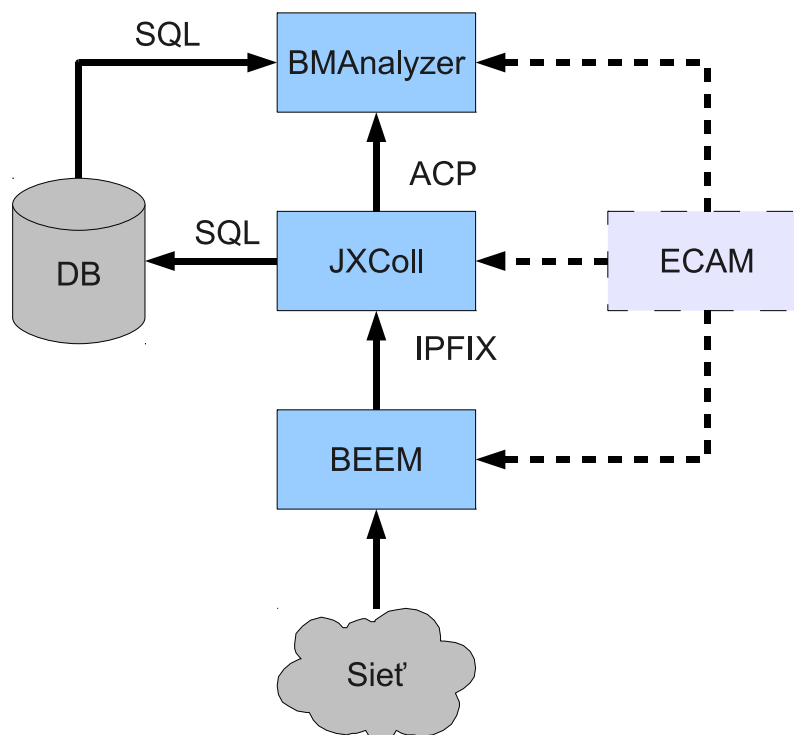 SQL
BMAnalyzer
ACP
SQL
DB
JXColl
ECAM
IPFIX
BEEM
Sieť